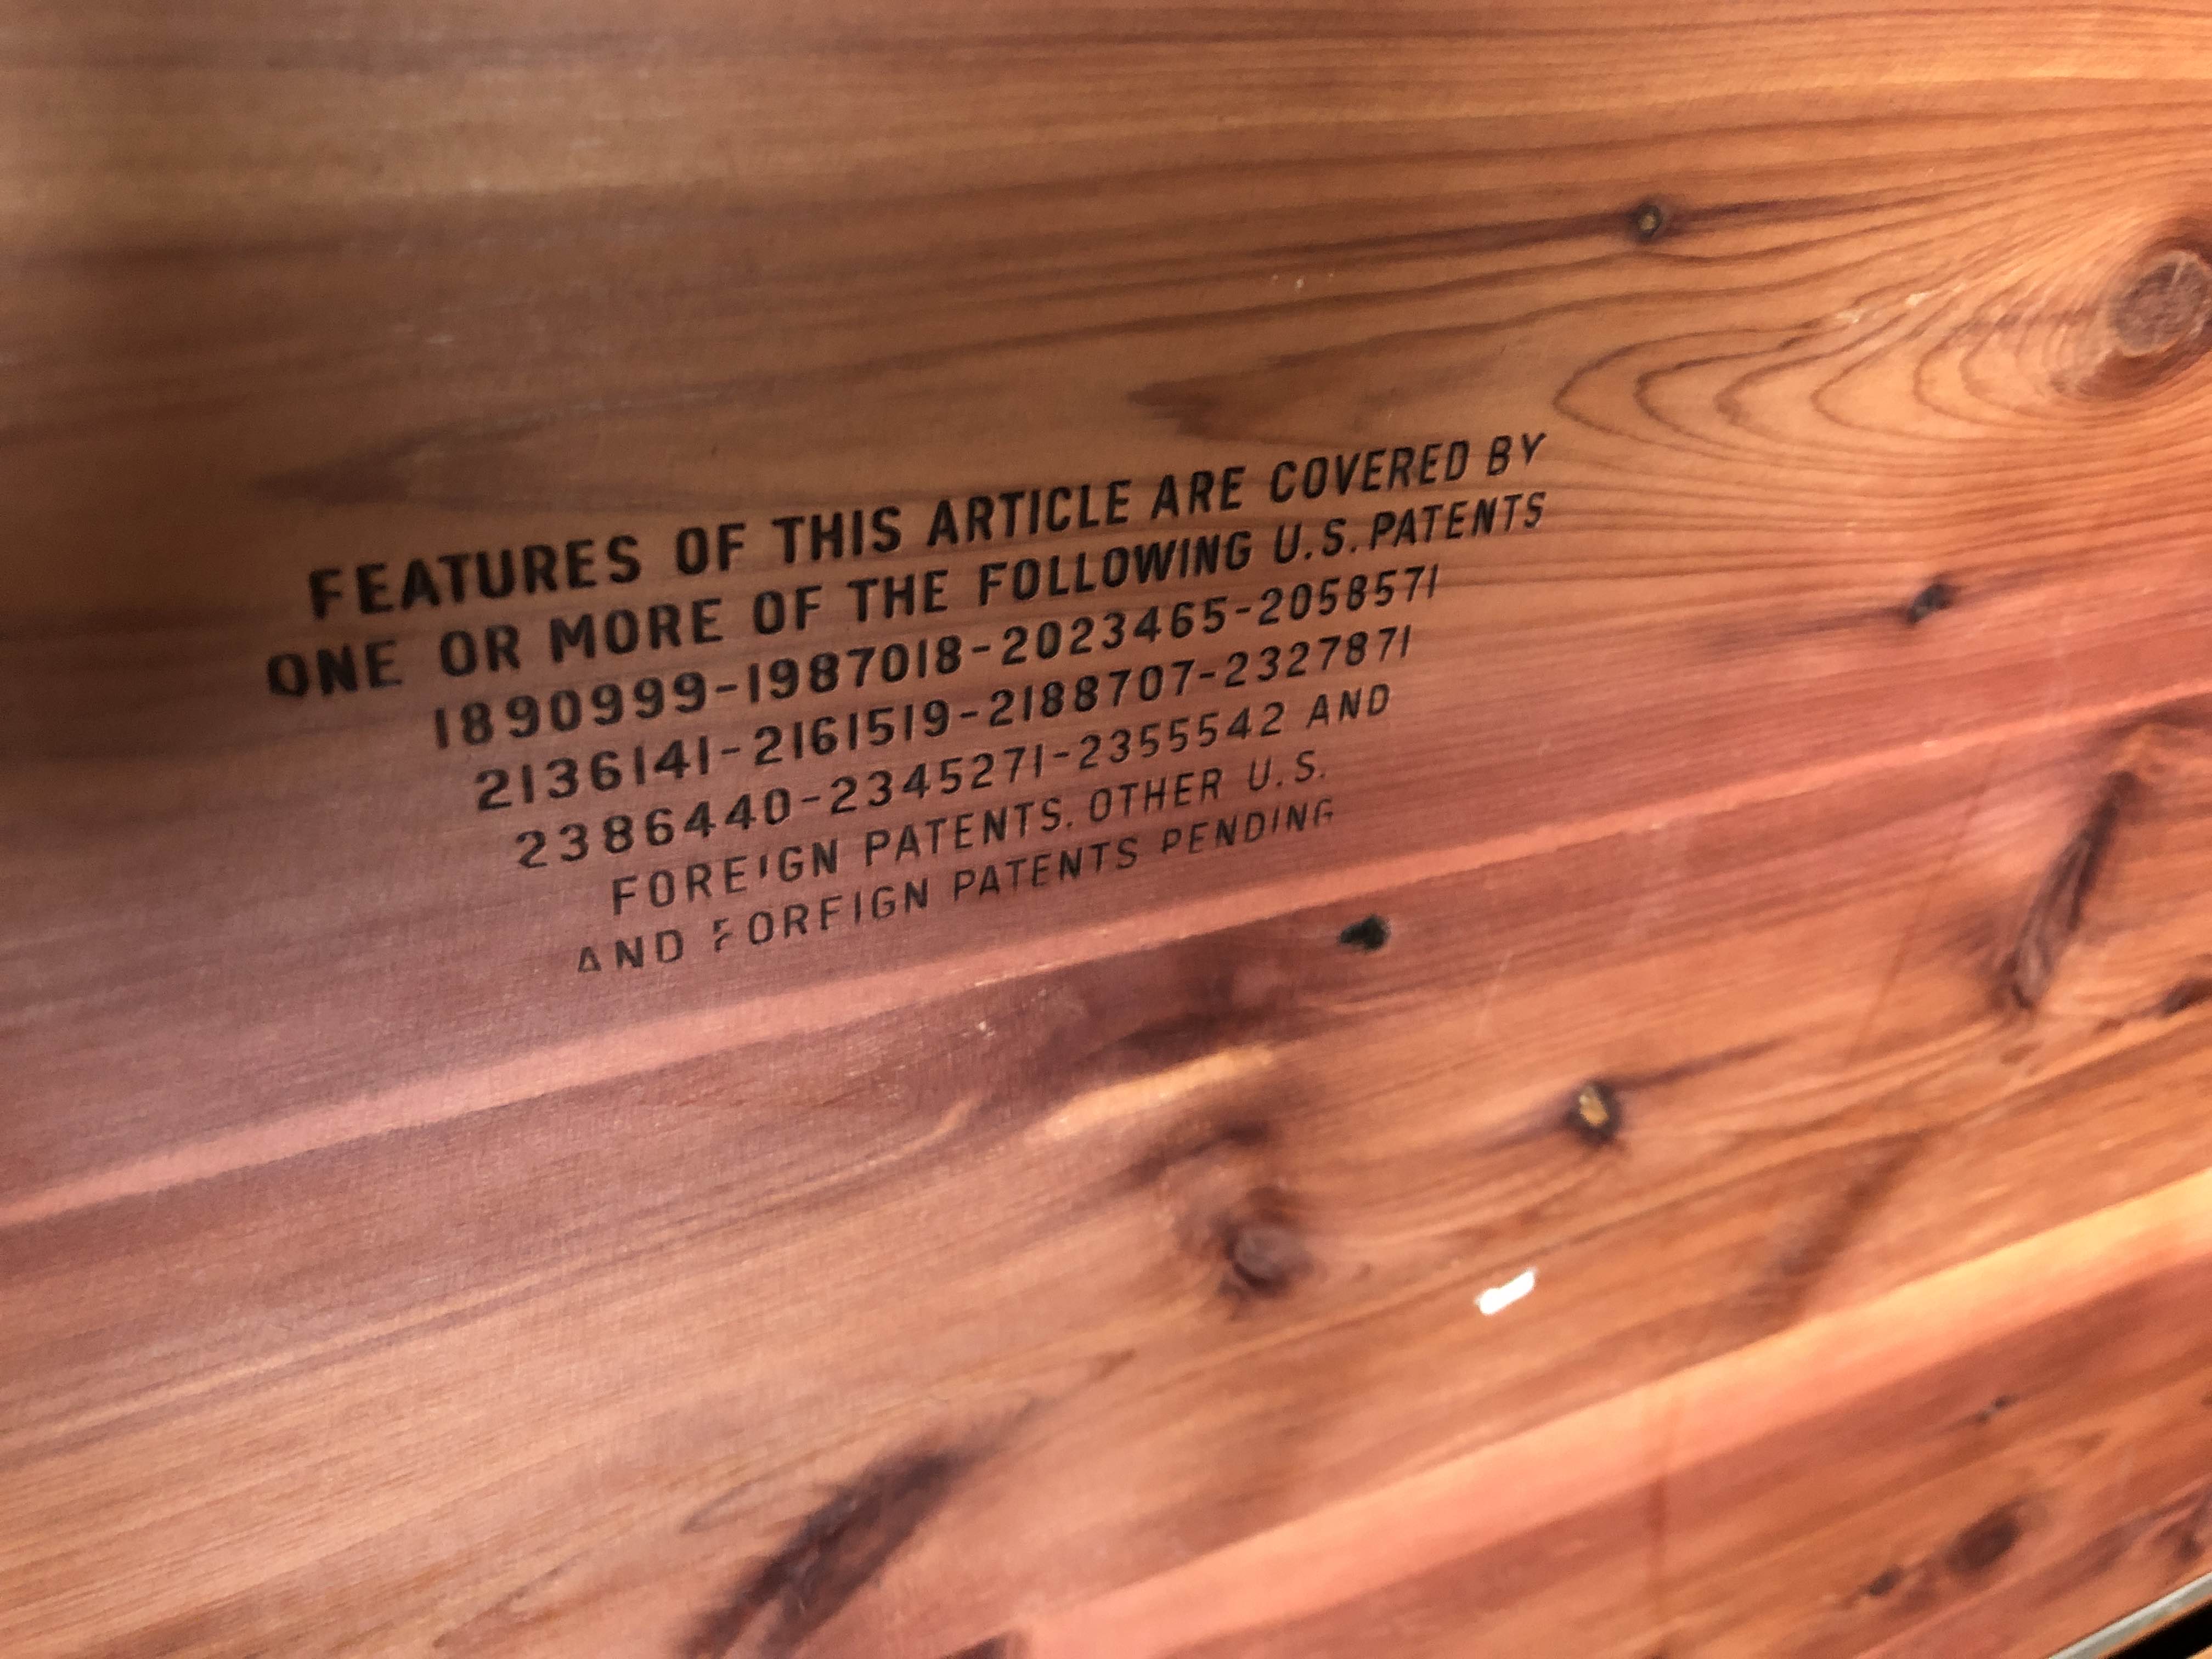 FEATURES OF THIS ARTICLE ARE COVERED BY
ONE OR MORE OF THE FOLLOWING U.S. PATENTS
1890999-1987018-2023465-2058571
2136141-2161519-2188707-2327871
2386440-2345271-2355542 AND
FOREIGN PATENTS. OTHER U.S.
AND FOREIGN PATENTS PENDING